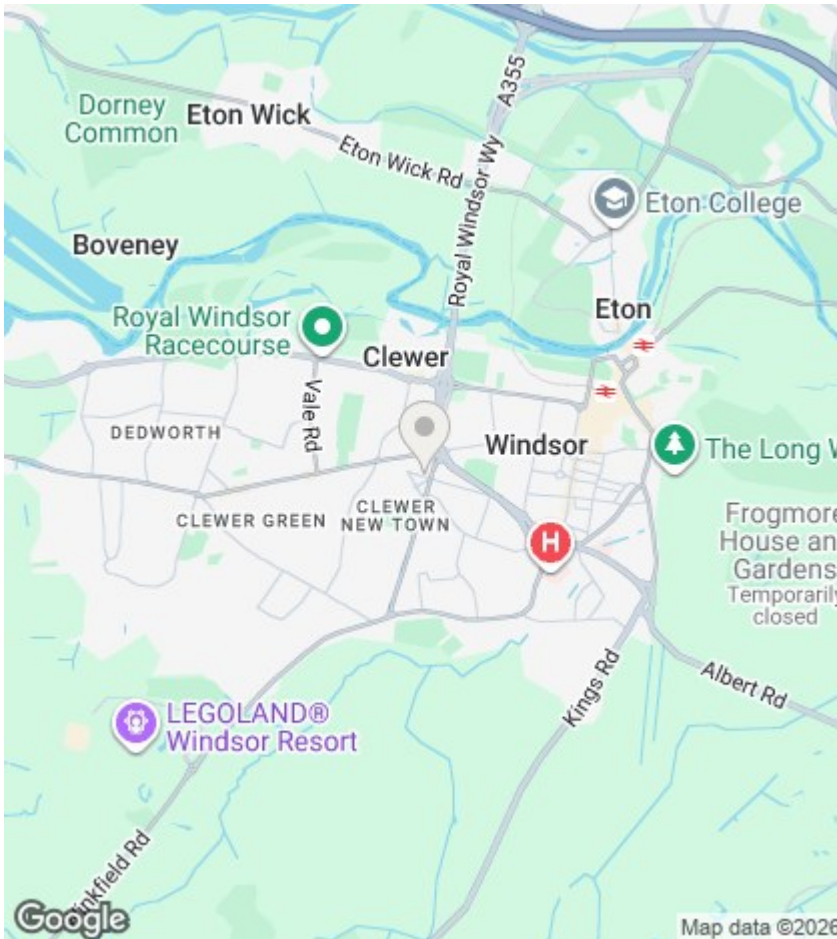 A355
Dorney
Common
Eton Wick
Eton Wick Rd
Royal Windsor Wy
Eton College
Boveney
Eton
Royal Windsor
Racecourse
Clewer
Vale Rd
DEDWORTH
Windsor
The Long W
CLEWER GREEN
CLEWER
NEW TOWN
H
Frogmore
House an
Gardens
Temporarily
closed
Kings Rd
Albert Rd
LEGOLAND®
Windsor Resort
inkfield Rd
Google
Map data ©2026